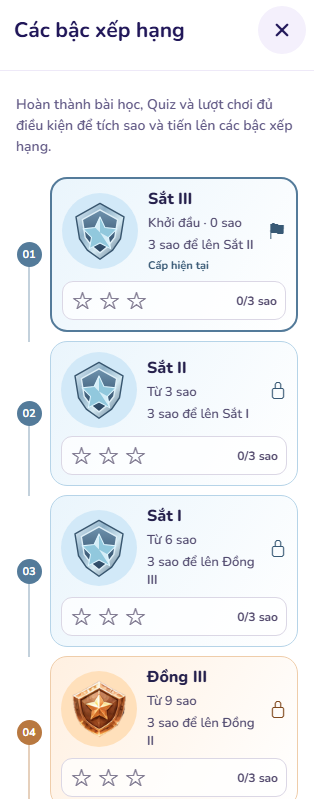 Các bậc xếp hạng
Hoàn thành bài học, Quiz và lượt chơi đủ
điều kiện để tích sao và tiến lên các bậc xếp
hạng.
01
Sắt III
Khởi đầu · 0 sao
3 sao để lên Sắt II
Cấp hiện tại
0/3 sao
02
Sắt II
Từ 3 sao
3 sao để lên Sắt I
0/3 sao
03
Sắt I
Từ 6 sao
3 sao để lên Đồng
III
0/3 sao
04
Đồng III
Từ 9 sao
3 sao để lên Đồng
II
0/3 sao